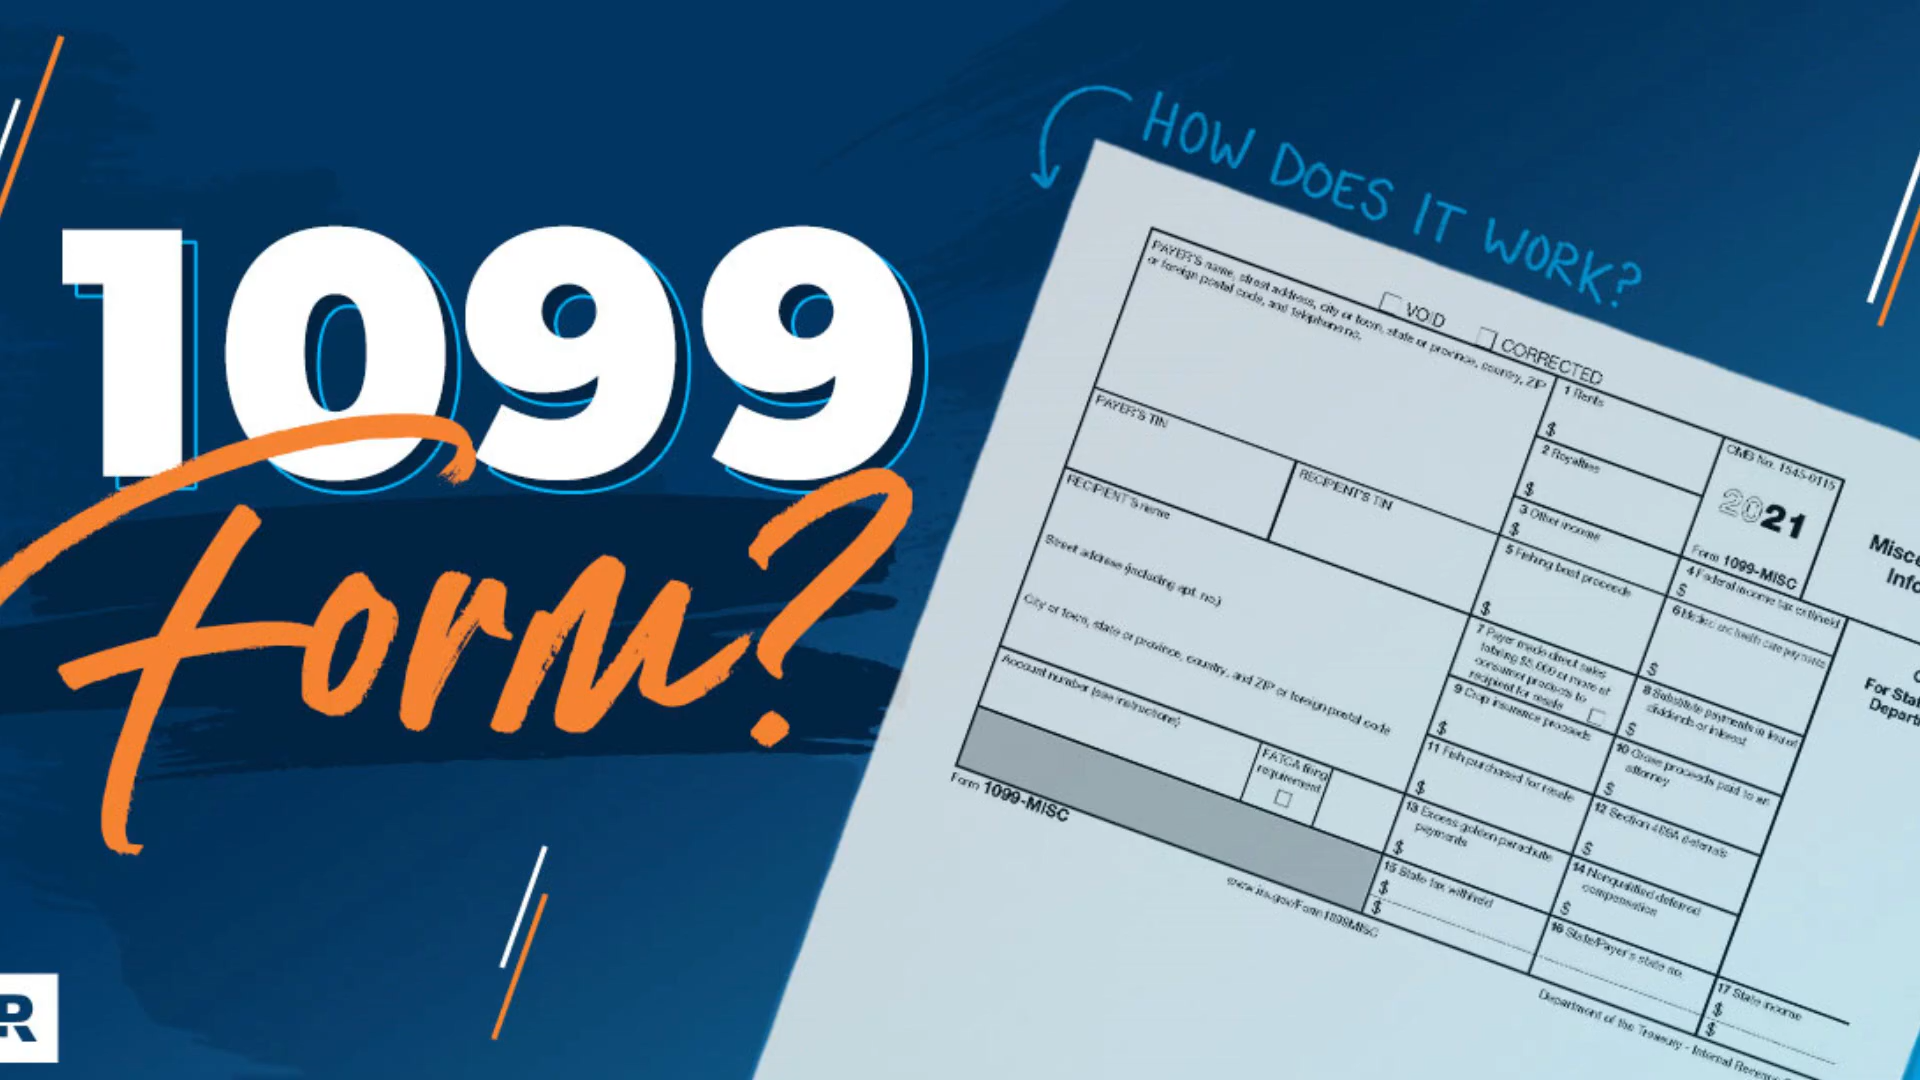 1099
Form?
HOW DOES IT WORK?
VOID
CORRECTED
PAYER'S name, street address, city or town, state or province, country, ZIP
or foreign postal code, and telephone no.
PAYER'S TIN
RECIPIENT'S TIN
RECIPIENT'S name
Street address (including apt. no.)
City or town, state or province, country, and ZIP or foreign postal code
Account number (see instructions)
FATCA filing
requirement
1 Rents
$
2 Royalties
$
3 Other income
$
OMB No. 1545-0115
2021
Form 1099-MISC
4 Federal income tax withheld
$
5 Fishing boat proceeds
$
6 Medical and health care payments
$
7 Payer made direct sales
totaling $5,000 or more of
consumer products to
recipient for resale
8 Substitute payments in lieu of
dividends or interest
$
9 Crop insurance proceeds
$
10 Gross proceeds paid to an
attorney
$
11 Fish purchased for resale
$
12 Section 409A deferrals
$
13 Excess golden parachute
payments
$
14 Nonqualified deferred
compensation
$
15 State tax withheld
$
$
16 State/Payer's state no.
17 State income
$
$
Form 1099-MISC
www.irs.gov/Form1099MISC
Department of the Treasury - Internal Revenue
Misce
Info
For Stat
Depart
R